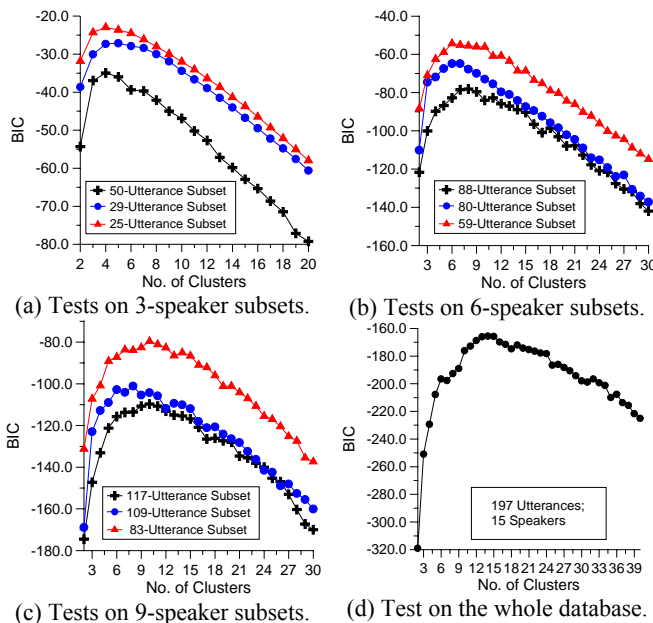 -20.0
-30.0
-40.0
-50.0
-60.0
-70.0
-80.0
BIC
50-Utterance Subset
29-Utterance Subset
25-Utterance Subset
2 4 6 8 10 12 14 16 18 20
No. of Clusters
(a) Tests on 3-speaker subsets.
-40.0
-60.0
-80.0
-100.0
-120.0
-140.0
-160.0
BIC
88-Utterance Subset
80-Utterance Subset
59-Utterance Subset
3 6 9 12 15 18 21 24 27 30
No. of Clusters
(b) Tests on 6-speaker subsets.
-80.0
-100.0
-120.0
-140.0
-160.0
-180.0
BIC
117-Utterance Subset
109-Utterance Subset
83-Utterance Subset
3 6 9 12 15 18 21 24 27 30
No. of Clusters
(c) Tests on 9-speaker subsets.
-160.0
-180.0
-200.0
-220.0
-240.0
-260.0
-280.0
-300.0
-320.0
BIC
197 Utterances;
15 Speakers
3 6 9 12 15 18 21 24 27 30 33 36 39
No. of Clusters
(d) Test on the whole database.